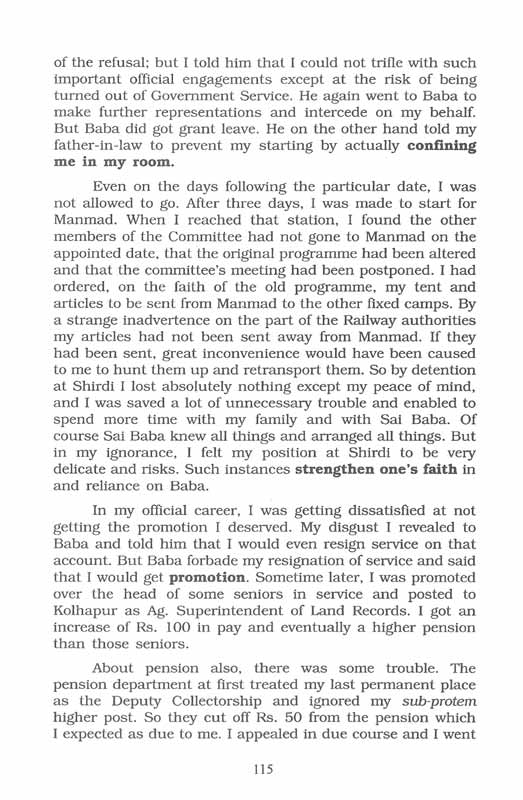 of the refusal; but I told him that I could not trifle with such
important official engagements except at the risk of being
turned out of Government Service. He again went to Baba to
make further representations and intercede on my behalf.
But Baba did got grant leave. He on the other hand told my
father-in-law to prevent my starting by actually confining
me in my room.
Even on the days following the particular date, I was
not allowed to go. After three days, I was made to start for
Manmad. When I reached that station, I found the other
members of the Committee had not gone to Manmad on the
appointed date, that the original programme had been altered
and that the committee's meeting had been postponed. I had
ordered, on the faith of the old programme, my tent and
articles to be sent from Manmad to the other fixed camps. By
a strange inadvertence on the part of the Railway authorities
my articles had not been sent away from Manmad. If they
had been sent, great inconvenience would have been caused
to me to hunt them up and retransport them. So by detention
at Shirdi I lost absolutely nothing except my peace of mind,
and I was saved a lot of unnecessary trouble and enabled to
spend more time with my family and with Sai Baba. Of
course Sai Baba knew all things and arranged all things. But
in my ignorance, I felt my position at Shirdi to be very
delicate and risks. Such instances strengthen one's faith in
and reliance on Baba.
In my official career, I was getting dissatisfied at not
getting the promotion I deserved. My disgust I revealed to
Baba and told him that I would even resign service on that
account. But Baba forbade my resignation of service and said
that I would get promotion. Sometime later, I was promoted
over the head of some seniors in service and posted to
Kolhapur as Ag. Superintendent of Land Records. I got an
increase of Rs. 100 in pay and eventually a higher pension
than those seniors.
About pension also, there was some trouble. The
pension department at first treated my last permanent place
as the Deputy Collectorship and ignored my sub-protem
higher post. So they cut off Rs. 50 from the pension which
I expected as due to me. I appealed in due course and I went
115